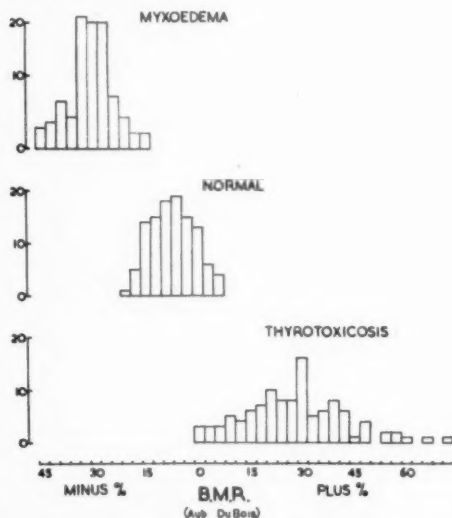 MYXOEDEMA
20
10
0
NORMAL
20
10
0
THYROTOXICOSIS
20
10
0
45 30 15 0 15 30 45 60
MINUS % B.M.R. PLUS %
(Aub DuBois)